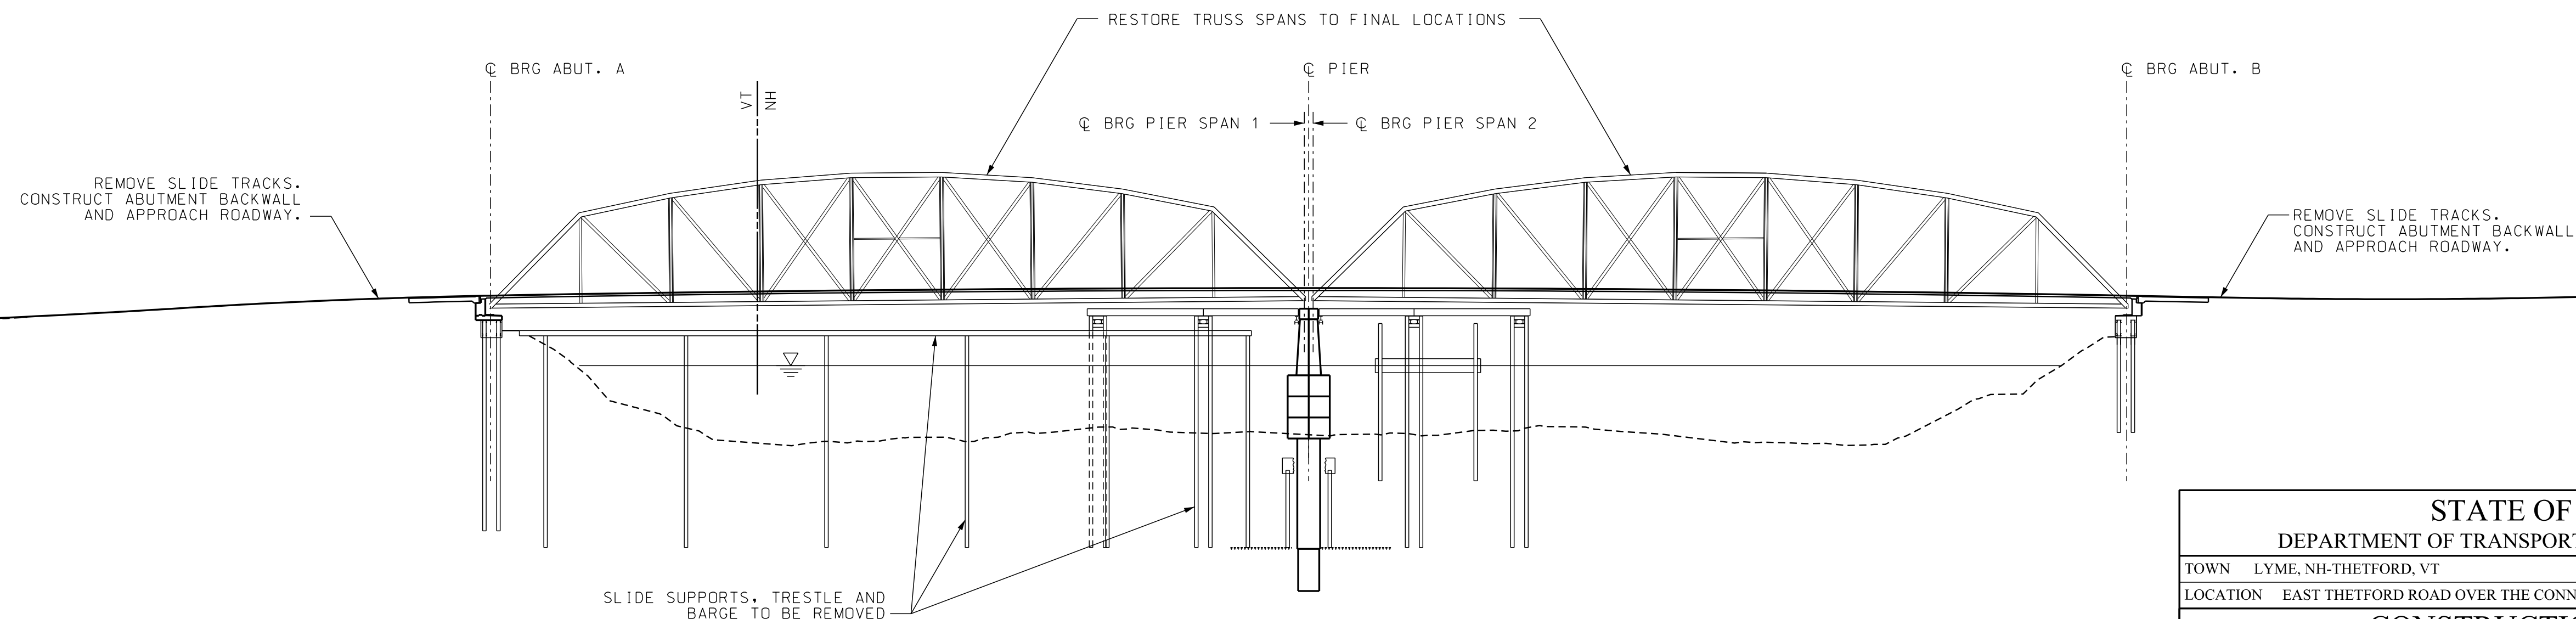 RESTORE TRUSS SPANS TO FINAL LOCATIONS
℄ BRG ABUT. A
℄ PIER
℄ BRG ABUT. B
VT
NH
℄ BRG PIER SPAN 1
℄ BRG PIER SPAN 2
REMOVE SLIDE TRACKS.
CONSTRUCT ABUTMENT BACKWALL
AND APPROACH ROADWAY.
REMOVE SLIDE TRACKS.
CONSTRUCT ABUTMENT BACKWALL
AND APPROACH ROADWAY.
SLIDE SUPPORTS, TRESTLE AND
BARGE TO BE REMOVED
STATE OF
DEPARTMENT OF TRANSPORT
TOWN LYME, NH-THETFORD, VT
LOCATION EAST THETFORD ROAD OVER THE CONN